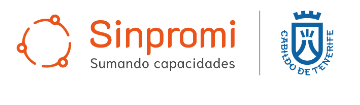 Sinpromi
Sumando capacidades
CABILDO DE TENERIFE